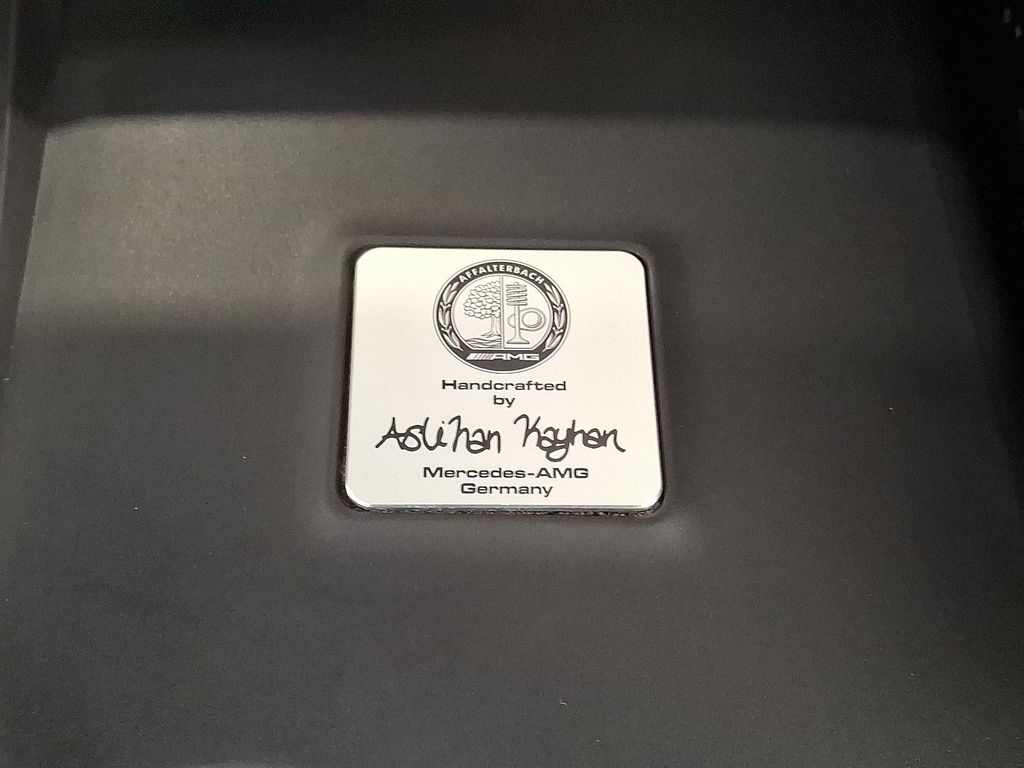 AFFALTERBACH
AMG
Handcrafted
by
Aslihan Kayhan
Mercedes-AMG
Germany